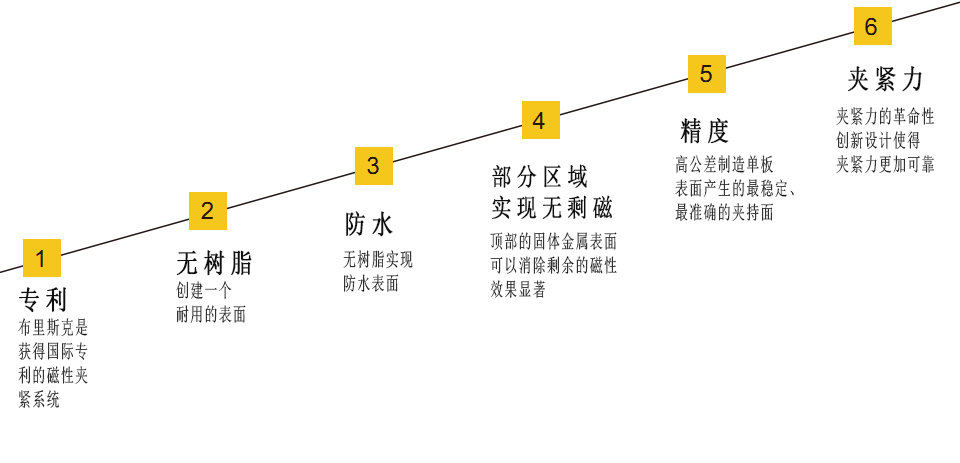 1
专利
布里斯克是
获得国际专
利的磁性夹
紧系统
2
无树脂
创建一个
耐用的表面
3
防水
无树脂实现
防水表面
4
部分区域
实现无剩磁
顶部的固体金属表面
可以消除剩余的磁性
效果显著
5
精度
高公差制造单板
表面产生的最稳定、
最准确的夹持面
6
夹紧力
夹紧力的革命性
创新设计使得
夹紧力更加可靠